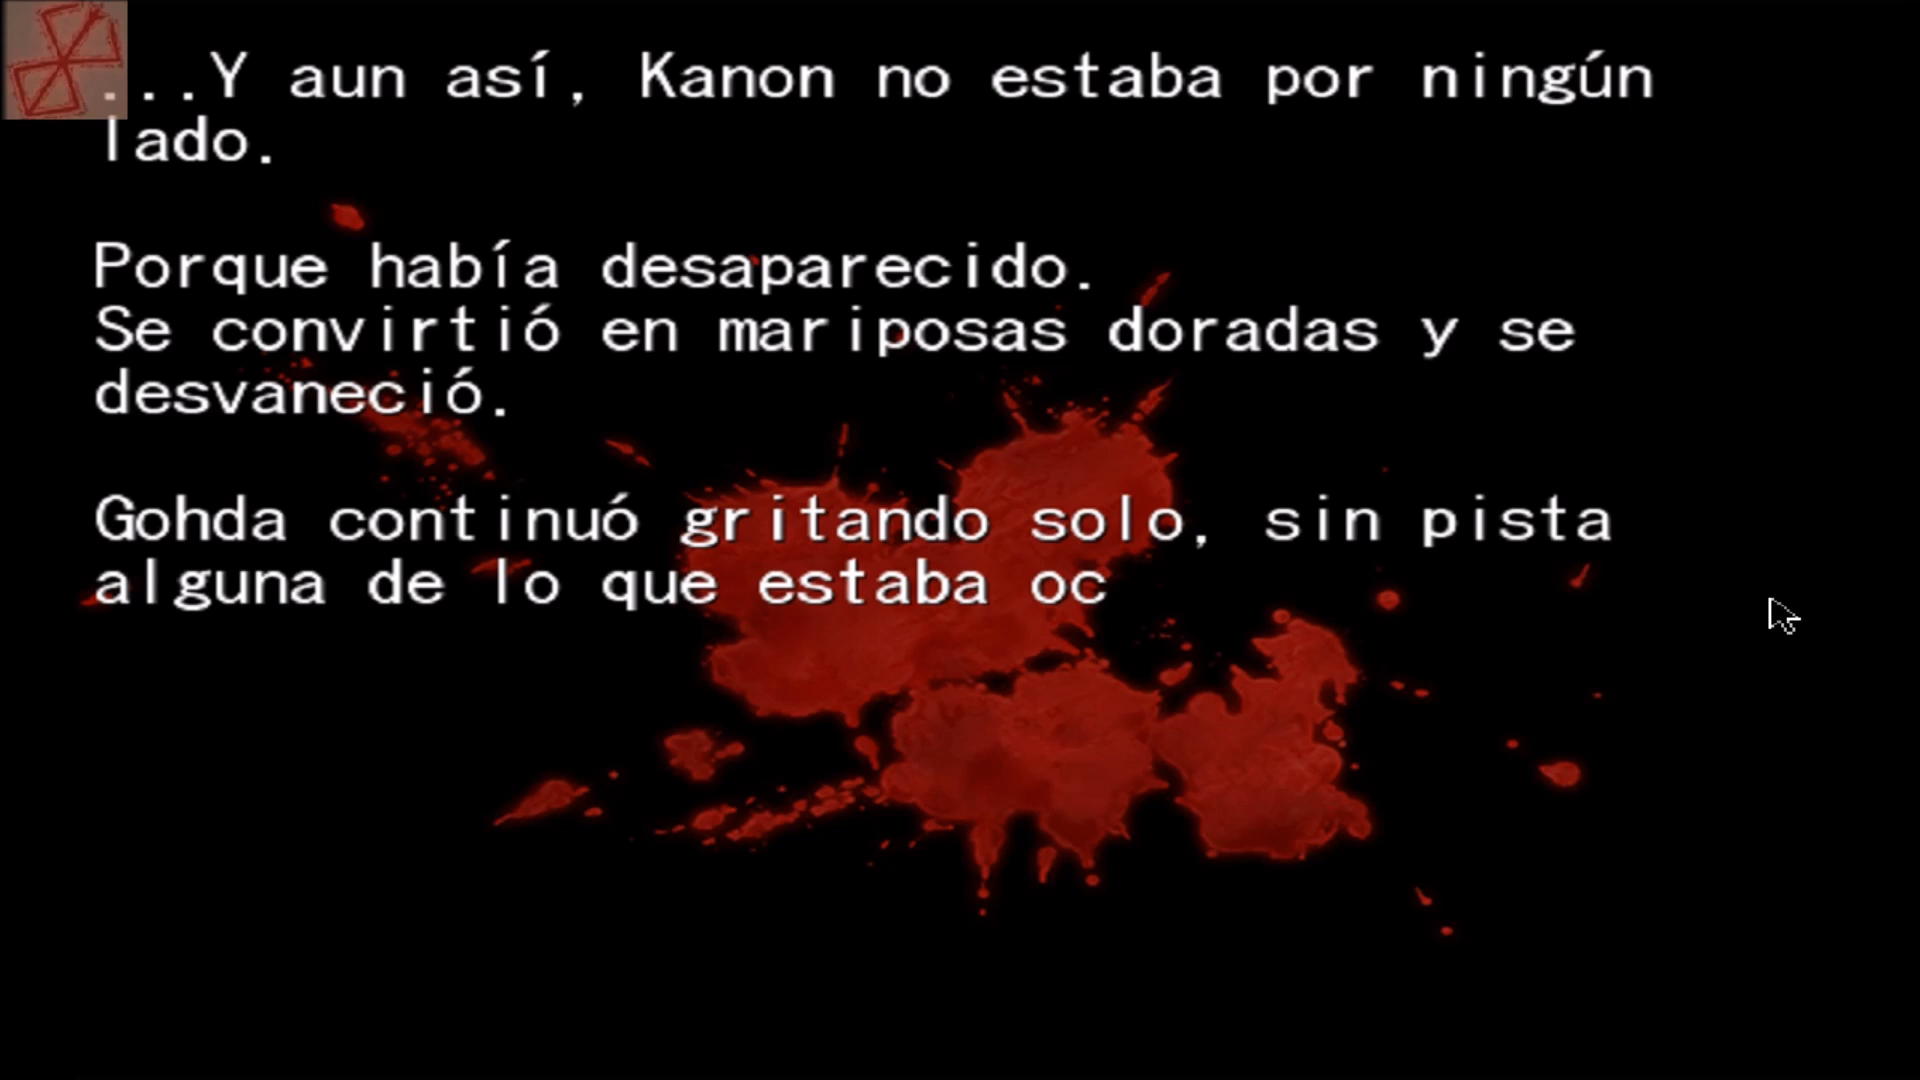 ...Y aun así, Kanon no estaba por ningún
lado.
Porque había desaparecido.
Se convirtió en mariposas doradas y se
desvaneció.
Gohda continuó gritando solo, sin pista
alguna de lo que estaba oc